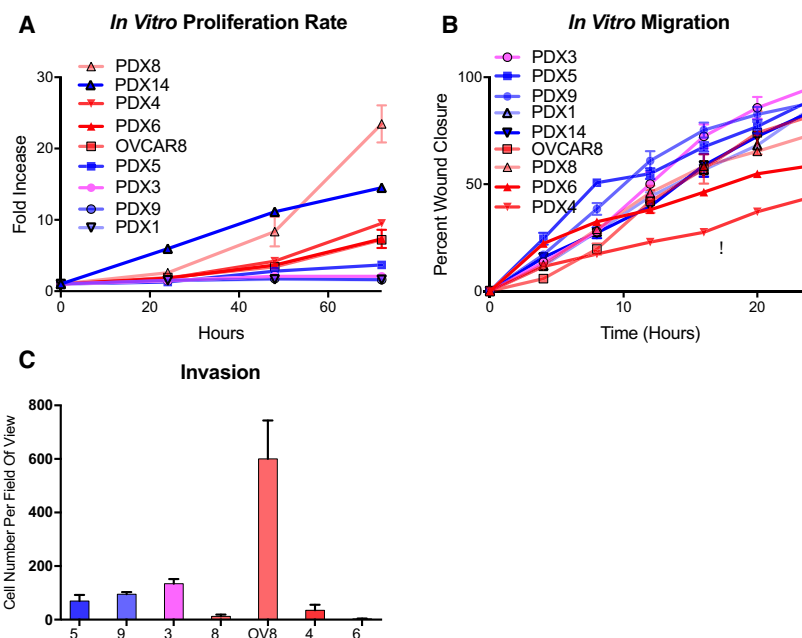 A
In Vitro Proliferation Rate
PDX8
PDX14
PDX4
PDX6
OVCAR8
PDX5
PDX3
PDX9
PDX1
Fold Increase
30
20
10
0
0 20 40 60
Hours
B
In Vitro Migration
PDX3
PDX5
PDX9
PDX1
PDX14
OVCAR8
PDX8
PDX6
PDX4
Percent Wound Closure
100
50
0
!
0 10 20
Time (Hours)
C
Invasion
Cell Number Per Field Of View
800
600
400
200
0
5 9 3 8 OV8 4 6